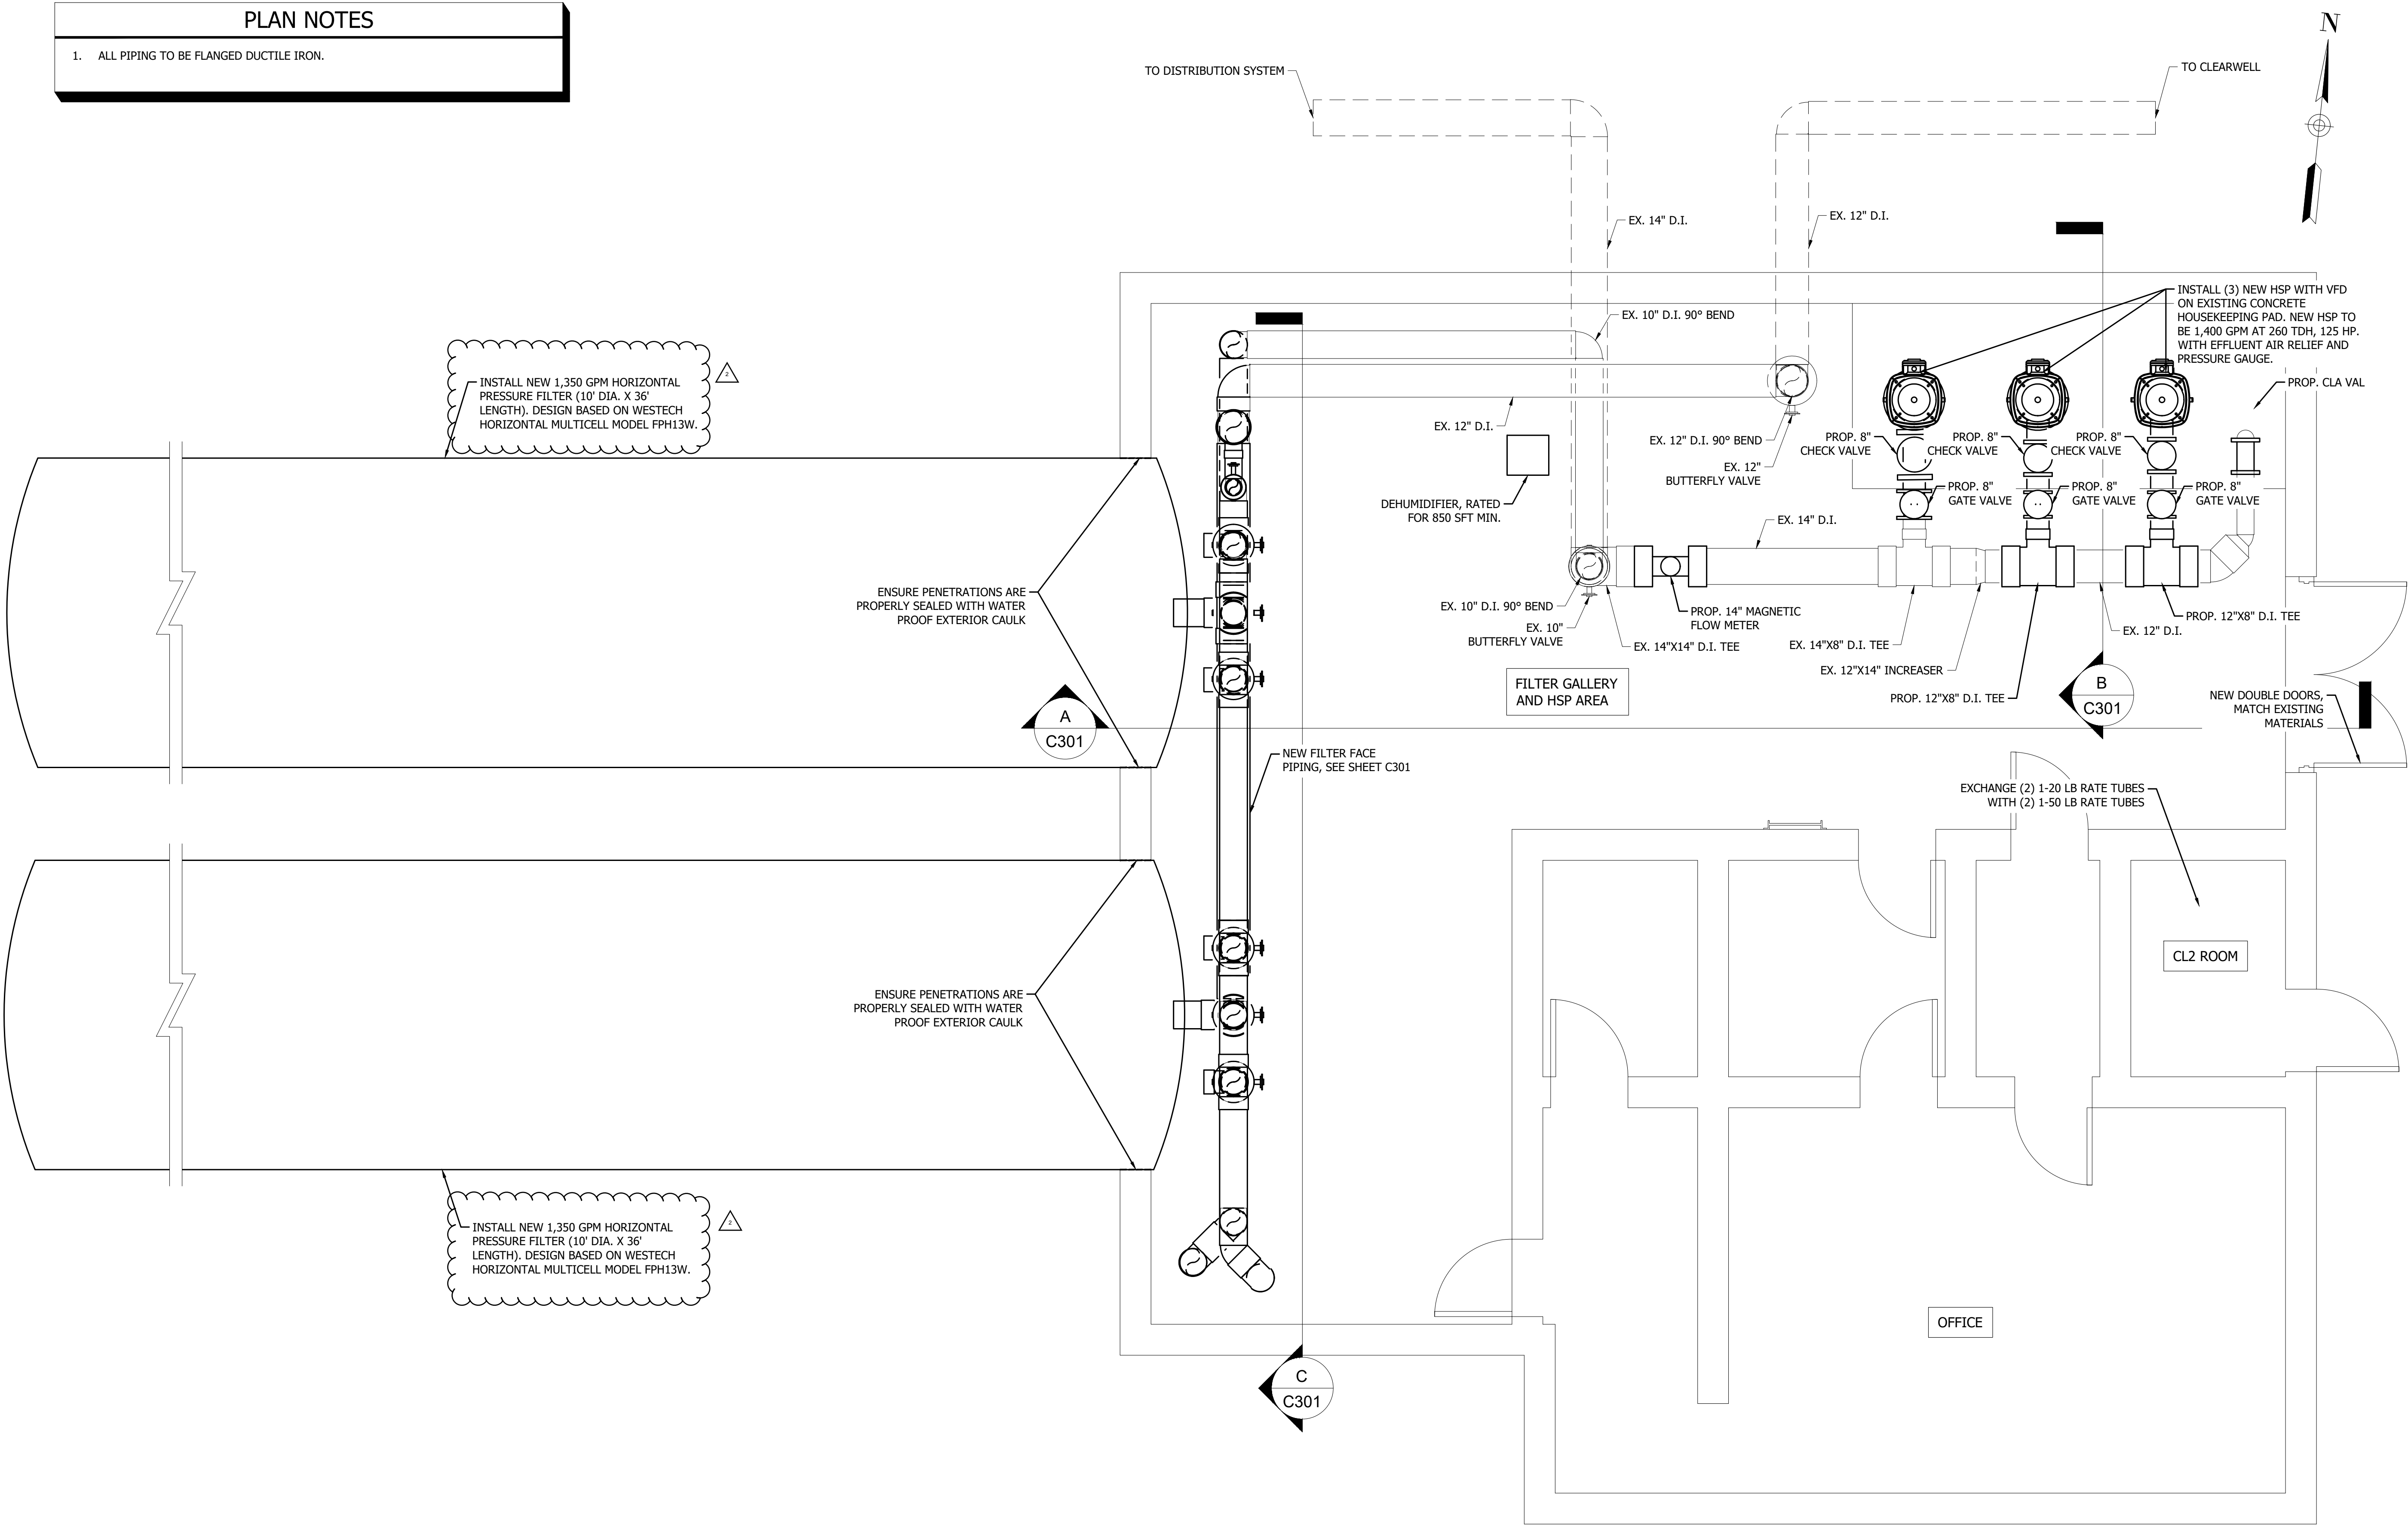 PLAN NOTES
1. ALL PIPING TO BE FLANGED DUCTILE IRON.
N
TO DISTRIBUTION SYSTEM
TO CLEARWELL
EX. 14" D.I.
EX. 12" D.I.
INSTALL (3) NEW HSP WITH VFD
ON EXISTING CONCRETE
HOUSEKEEPING PAD. NEW HSP TO
BE 1,400 GPM AT 260 TDH, 125 HP.
WITH EFFLUENT AIR RELIEF AND
PRESSURE GAUGE.
EX. 10" D.I. 90° BEND
INSTALL NEW 1,350 GPM HORIZONTAL
PRESSURE FILTER (10' DIA. X 36'
LENGTH). DESIGN BASED ON WESTECH
HORIZONTAL MULTICELL MODEL FPH13W.
2
PROP. CLA VAL
EX. 12" D.I.
EX. 12" D.I. 90° BEND
EX. 12"
BUTTERFLY VALVE
PROP. 8"
CHECK VALVE
PROP. 8"
CHECK VALVE
PROP. 8"
CHECK VALVE
PROP. 8"
GATE VALVE
PROP. 8"
GATE VALVE
PROP. 8"
GATE VALVE
DEHUMIDIFIER, RATED
FOR 850 SFT MIN.
EX. 14" D.I.
ENSURE PENETRATIONS ARE
PROPERLY SEALED WITH WATER
PROOF EXTERIOR CAULK
EX. 10" D.I. 90° BEND
EX. 10"
BUTTERFLY VALVE
PROP. 14" MAGNETIC
FLOW METER
EX. 14"X14" D.I. TEE
EX. 14"X8" D.I. TEE
EX. 12"X14" INCREASER
PROP. 12"X8" D.I. TEE
PROP. 12"X8" D.I. TEE
EX. 12" D.I.
FILTER GALLERY
AND HSP AREA
B
C301
NEW DOUBLE DOORS,
MATCH EXISTING
MATERIALS
A
C301
NEW FILTER FACE
PIPING, SEE SHEET C301
EXCHANGE (2) 1-20 LB RATE TUBES
WITH (2) 1-50 LB RATE TUBES
CL2 ROOM
ENSURE PENETRATIONS ARE
PROPERLY SEALED WITH WATER
PROOF EXTERIOR CAULK
INSTALL NEW 1,350 GPM HORIZONTAL
PRESSURE FILTER (10' DIA. X 36'
LENGTH). DESIGN BASED ON WESTECH
HORIZONTAL MULTICELL MODEL FPH13W.
2
OFFICE
C
C301